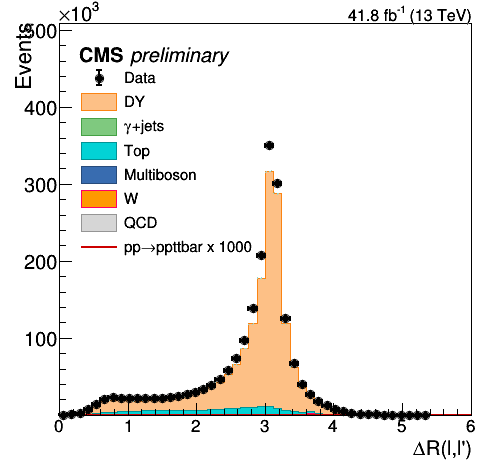 ×10³
41.8 fb⁻¹ (13 TeV)
Events
CMS preliminary
Data
DY
γ+jets
Top
Multiboson
W
QCD
pp→ppttbar x 1000
500
400
300
200
100
0 1 2 3 4 5 6
ΔR(l,l')